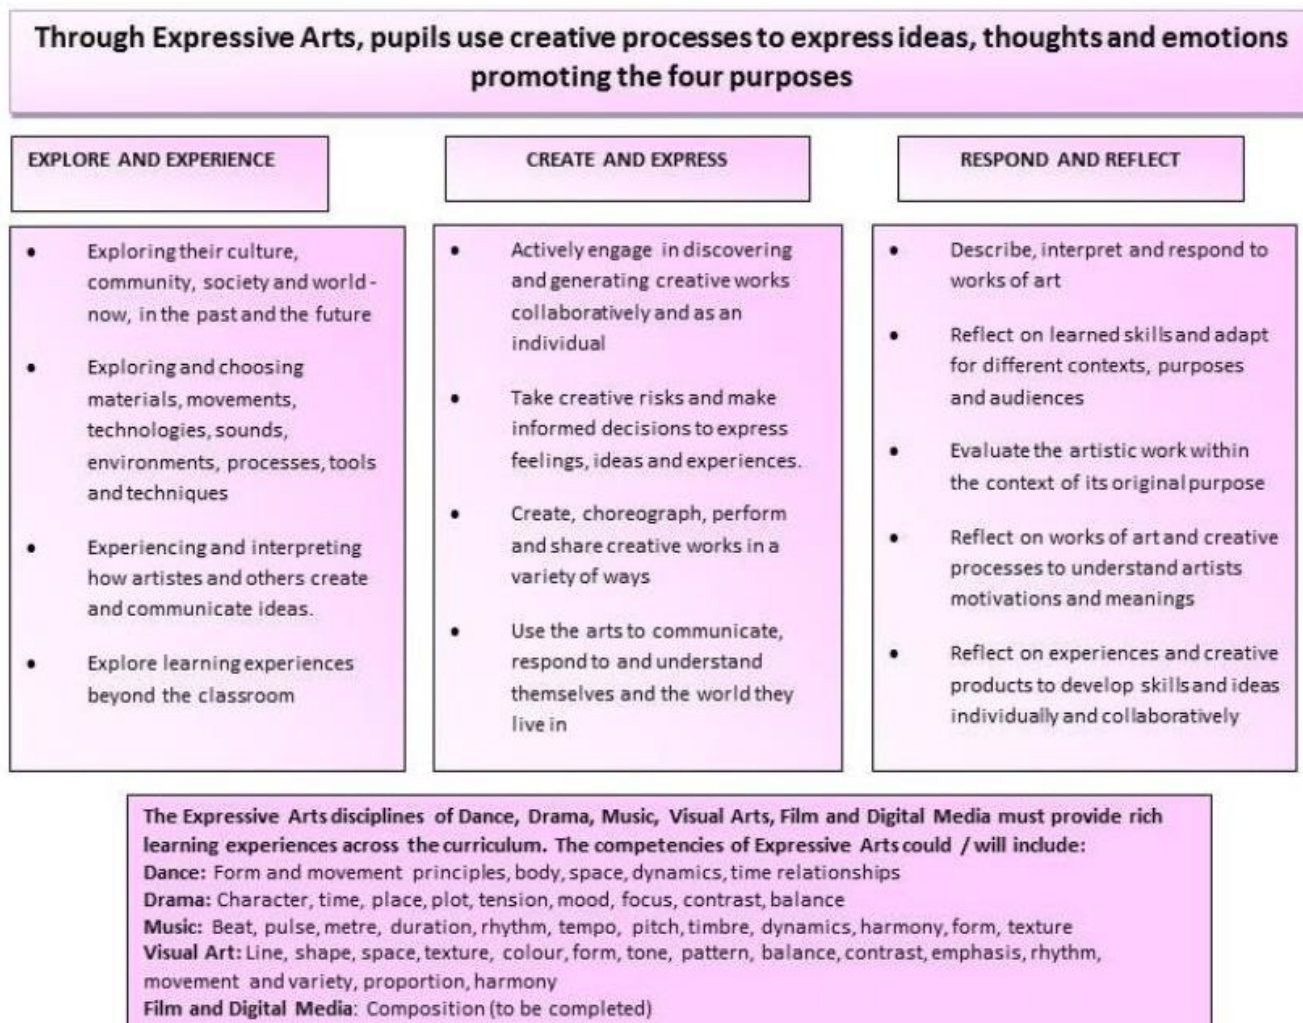 Through Expressive Arts, pupils use creative processes to express ideas, thoughts and emotions
promoting the four purposes
EXPLORE AND EXPERIENCE
• Exploring their culture,
community, society and world -
now, in the past and the future
• Exploring and choosing
materials, movements,
technologies, sounds,
environments, processes, tools
and techniques
• Experiencing and interpreting
how artistes and others create
and communicate ideas.
• Explore learning experiences
beyond the classroom
CREATE AND EXPRESS
• Actively engage in discovering
and generating creative works
collaboratively and as an
individual
• Take creative risks and make
informed decisions to express
feelings, ideas and experiences.
• Create, choreograph, perform
and share creative works in a
variety of ways
• Use the arts to communicate,
respond to and understand
themselves and the world they
live in
RESPOND AND REFLECT
• Describe, interpret and respond to
works of art
• Reflect on learned skills and adapt
for different contexts, purposes
and audiences
• Evaluate the artistic work within
the context of its original purpose
• Reflect on works of art and creative
processes to understand artists
motivations and meanings
• Reflect on experiences and creative
products to develop skills and ideas
individually and collaboratively
The Expressive Arts disciplines of Dance, Drama, Music, Visual Arts, Film and Digital Media must provide rich
learning experiences across the curriculum. The competencies of Expressive Arts could / will include:
Dance: Form and movement principles, body, space, dynamics, time relationships
Drama: Character, time, place, plot, tension, mood, focus, contrast, balance
Music: Beat, pulse, metre, duration, rhythm, tempo, pitch, timbre, dynamics, harmony, form, texture
Visual Art: Line, shape, space, texture, colour, form, tone, pattern, balance, contrast, emphasis, rhythm,
movement and variety, proportion, harmony
Film and Digital Media: Composition (to be completed)